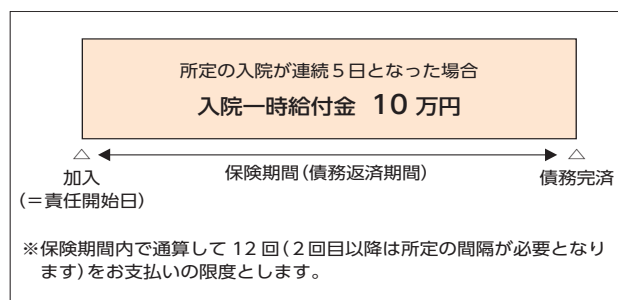 所定の入院が連続5日となった場合
入院一時給付金 10 万円
加入
(＝責任開始日)
保険期間(債務返済期間)
債務完済
※保険期間内で通算して 12 回(2回目以降は所定の間隔が必要となり
ます)をお支払いの限度とします。